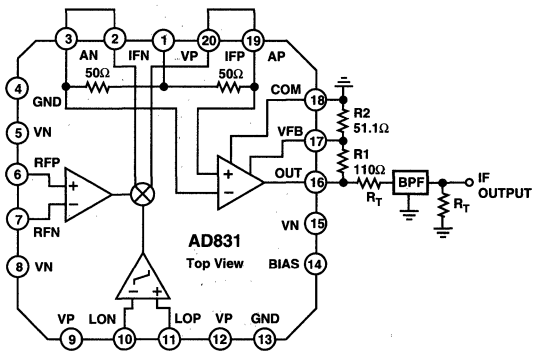 3 2 1 20 19
AN IFN VP IFP AP
50Ω 50Ω
4
GND
COM 18
R2
51.1Ω
5 VN
VFB 17
R1
110Ω
6 RFP
OUT 16
RT BPF IF
OUTPUT
RT
+ −
+ −
7 RFN
VN 15
AD831
Top View
8 VN
BIAS 14
− +
VP LON LOP VP GND
9 10 11 12 13